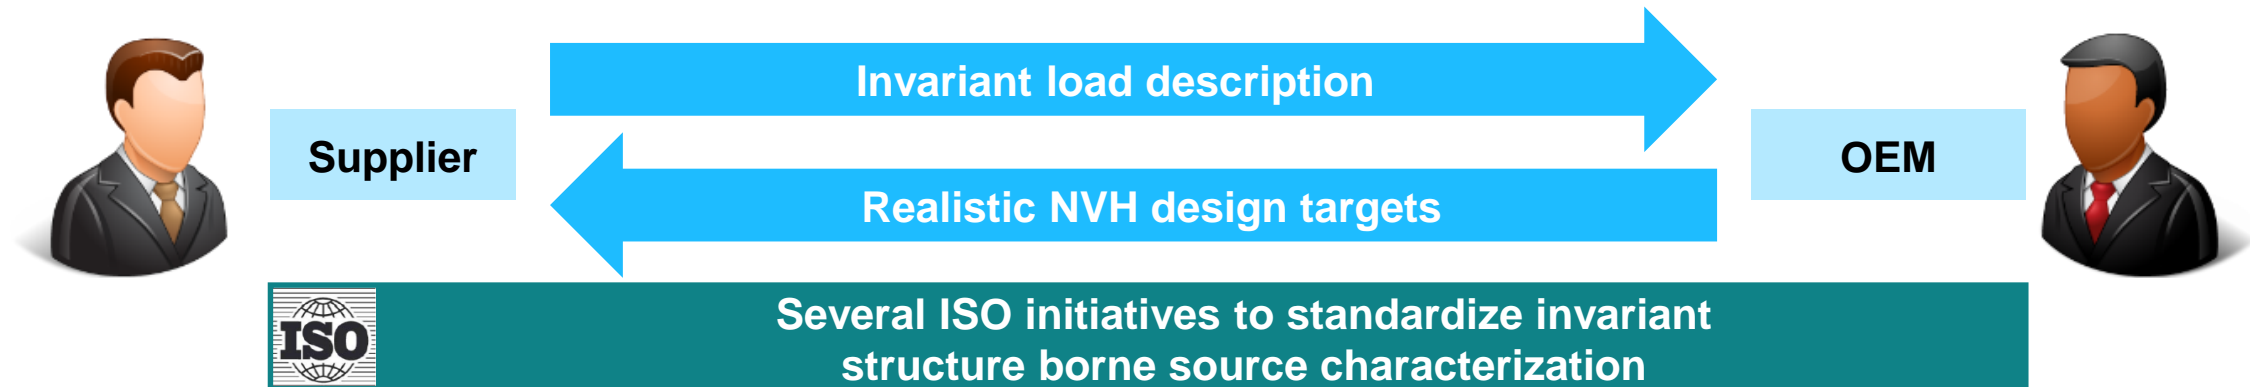 Invariant load description
Supplier
OEM
Realistic NVH design targets
ISO
Several ISO initiatives to standardize invariant
structure borne source characterization